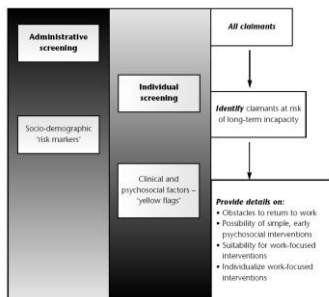 Administrative
screening
Socio-demographic
'risk markers'
Individual
screening
Clinical and
psychosocial factors –
'yellow flags'
All claimants
Identify claimants at risk
of long-term incapacity
Provide details on:
• Obstacles to return to work
• Possibility of simple, early
psychosocial interventions
• Suitability for work-focused
interventions
• Individualize work-focused
interventions